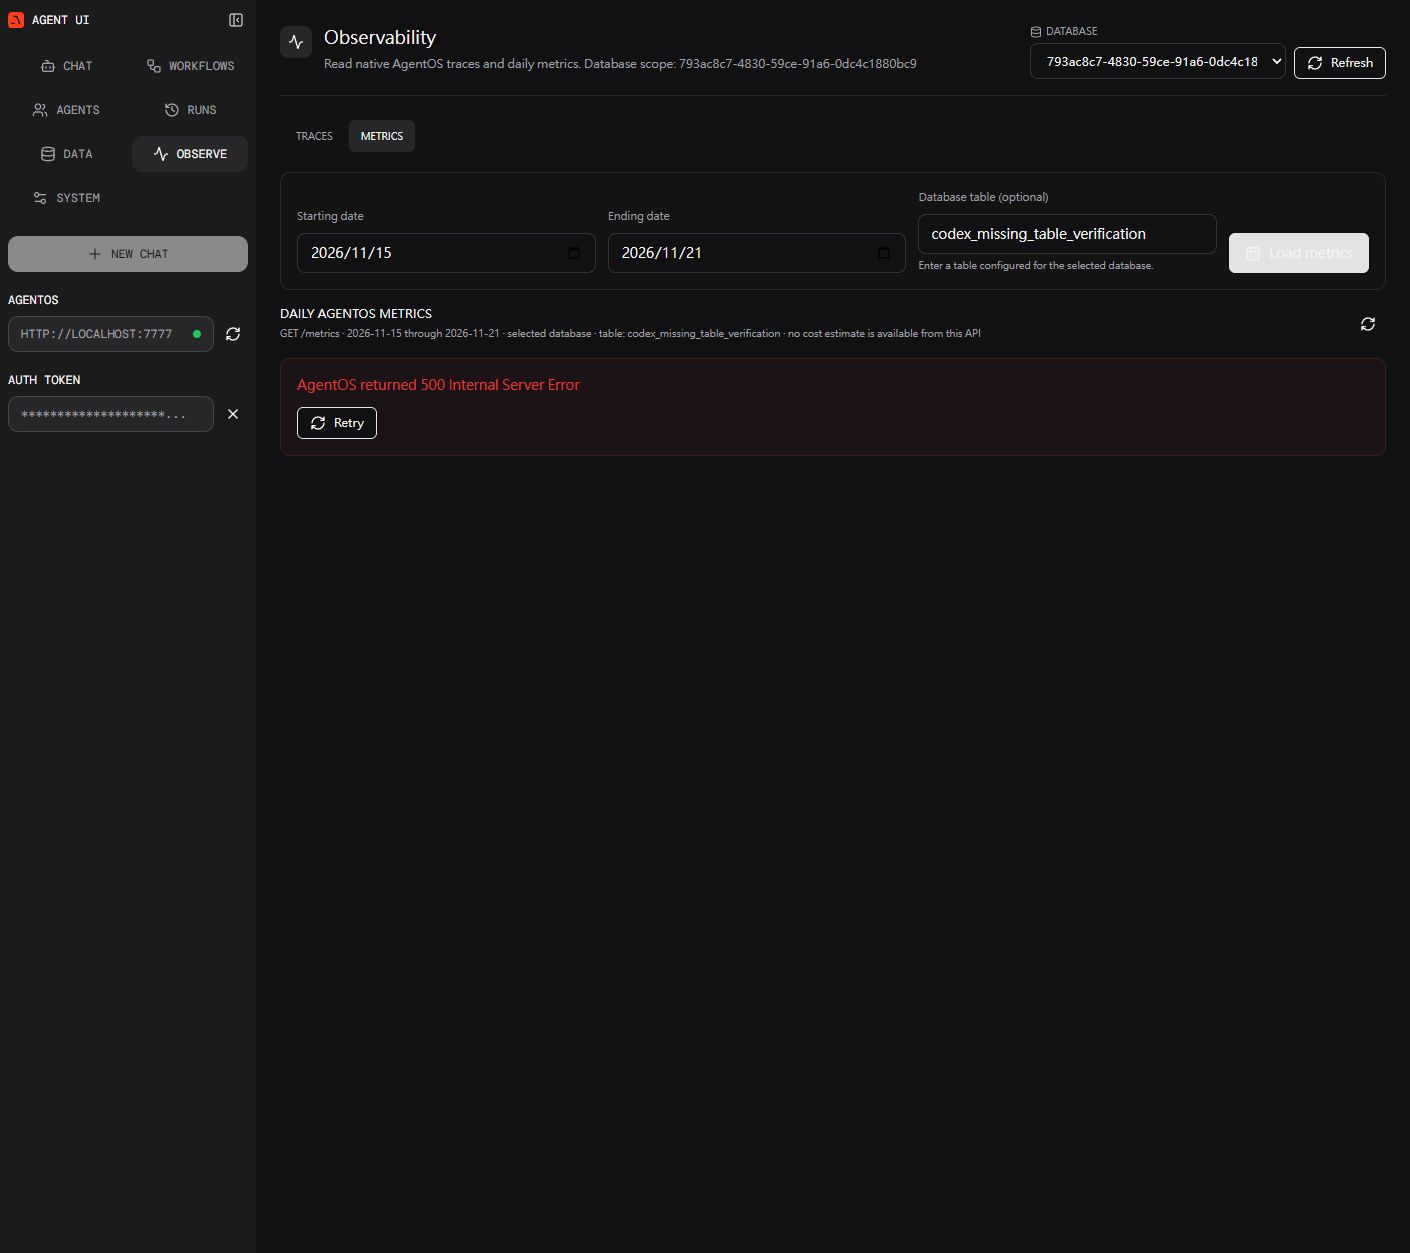 AGENT UI
CHAT
WORKFLOWS
AGENTS
RUNS
DATA
OBSERVE
SYSTEM
NEW CHAT
AGENTOS
HTTP://LOCALHOST:7777
AUTH TOKEN
********************...
Observability
Read native AgentOS traces and daily metrics. Database scope: 793ac8c7-4830-59ce-91a6-0dc4c1880bc9
DATABASE
793ac8c7-4830-59ce-91a6-0dc4c18
Refresh
TRACES
METRICS
Starting date
2026/11/15
Ending date
2026/11/21
Database table (optional)
codex_missing_table_verification
Enter a table configured for the selected database.
Load metrics
DAILY AGENTOS METRICS
GET /metrics · 2026-11-15 through 2026-11-21 · selected database · table: codex_missing_table_verification · no cost estimate is available from this API
AgentOS returned 500 Internal Server Error
Retry